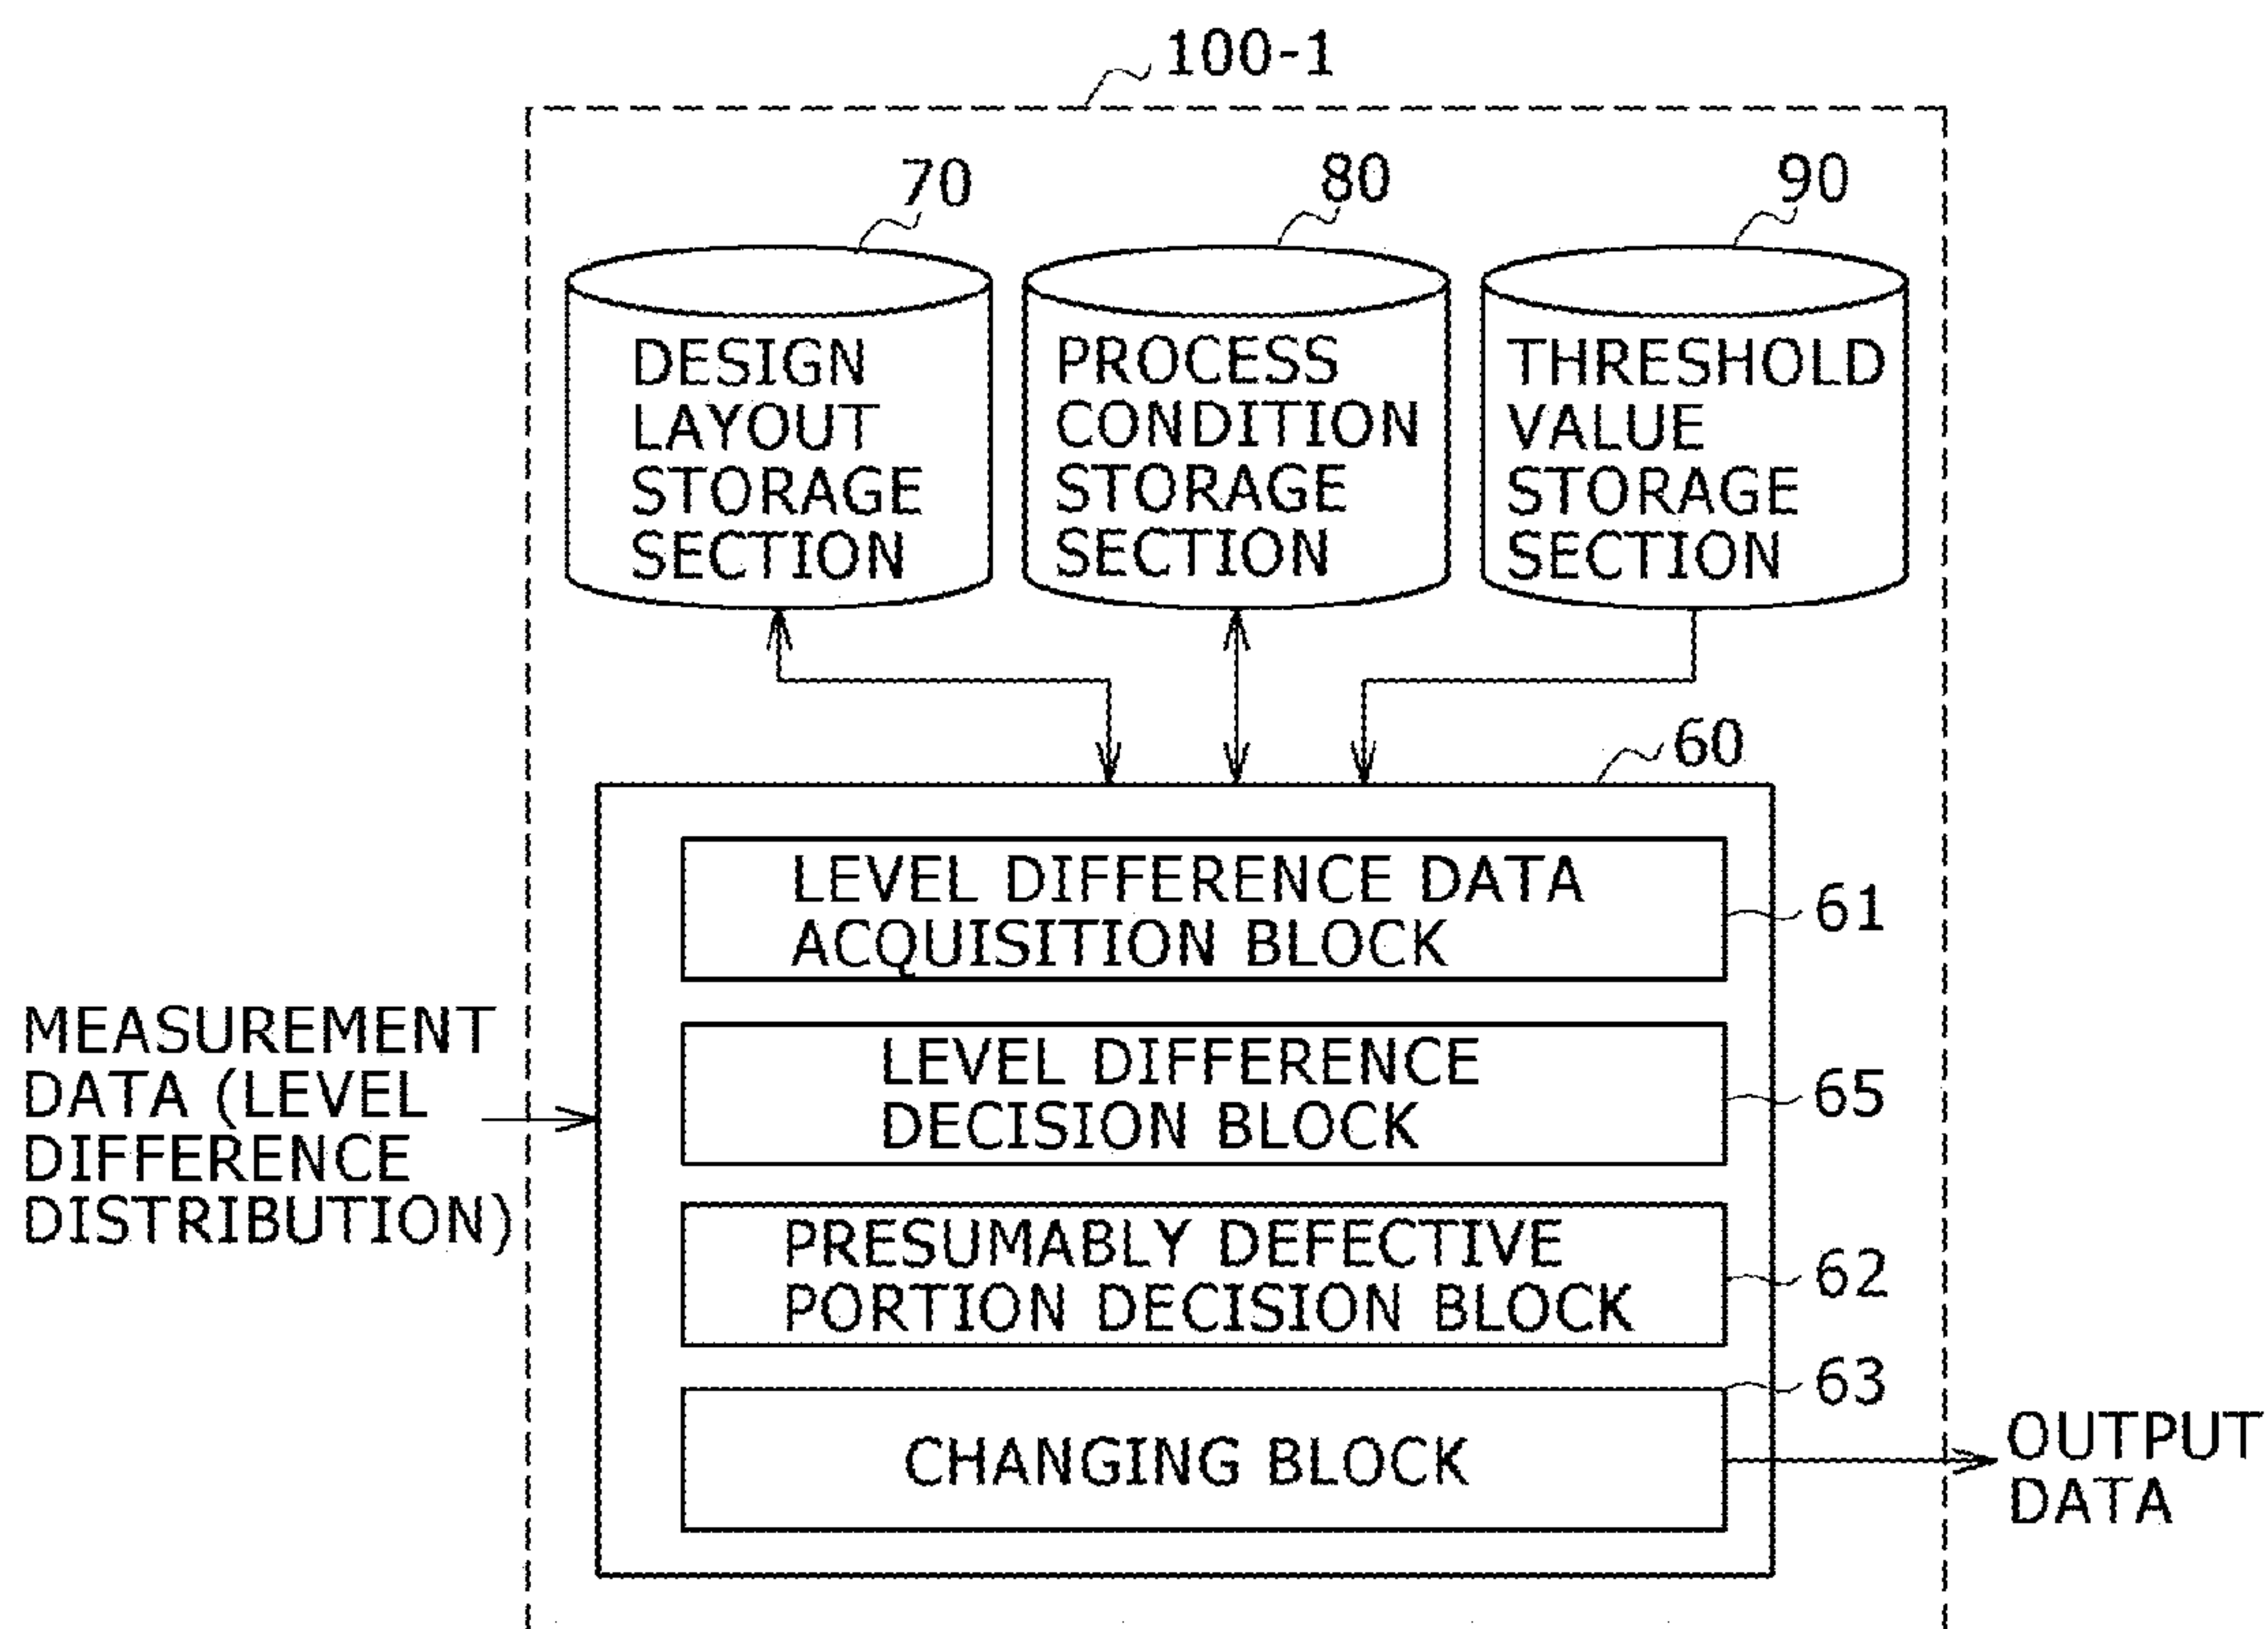 100-1
70
80
90
DESIGN
LAYOUT
STORAGE
SECTION
PROCESS
CONDITION
STORAGE
SECTION
THRESHOLD
VALUE
STORAGE
SECTION
60
LEVEL DIFFERENCE DATA
ACQUISITION BLOCK
61
MEASUREMENT
DATA (LEVEL
DIFFERENCE
DISTRIBUTION)
LEVEL DIFFERENCE
DECISION BLOCK
65
PRESUMABLY DEFECTIVE
PORTION DECISION BLOCK
62
63
CHANGING BLOCK
OUTPUT
DATA